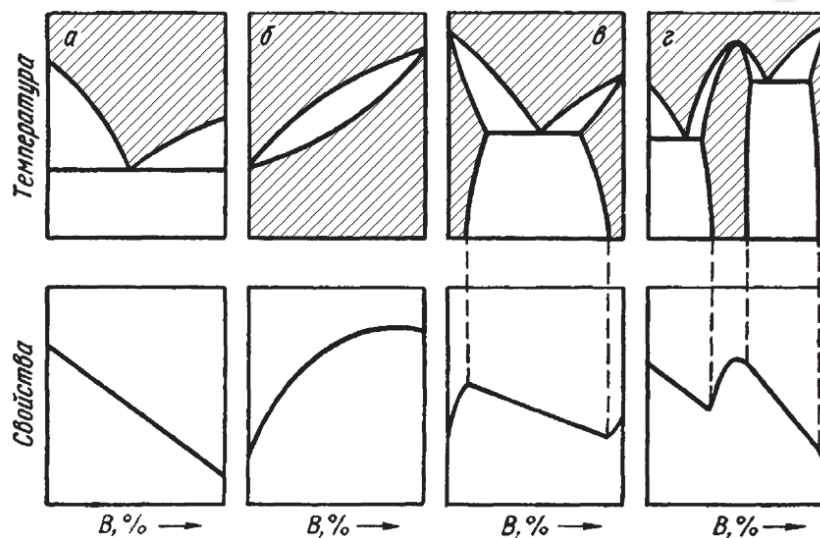 Температура
а
б
в
г
Свойства
В, % →
В, % →
В, % →
В, % →